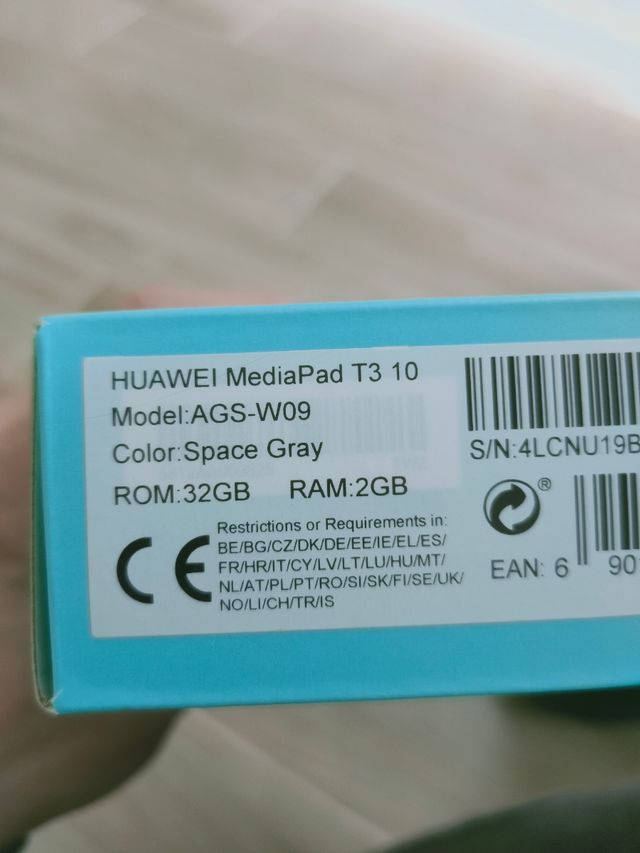 HUAWEI MediaPad T3 10
Model:AGS-W09
Color:Space Gray
ROM:32GB RAM:2GB
CE
Restrictions or Requirements in:
BE/BG/CZ/DK/DE/EE/IE/EL/ES/
FR/HR/IT/CY/LV/LT/LU/HU/MT/
NL/AT/PL/PT/RO/SI/SK/FI/SE/UK/
NO/LI/CH/TR/IS
S/N:4LCNU19B
®
EAN: 6 90